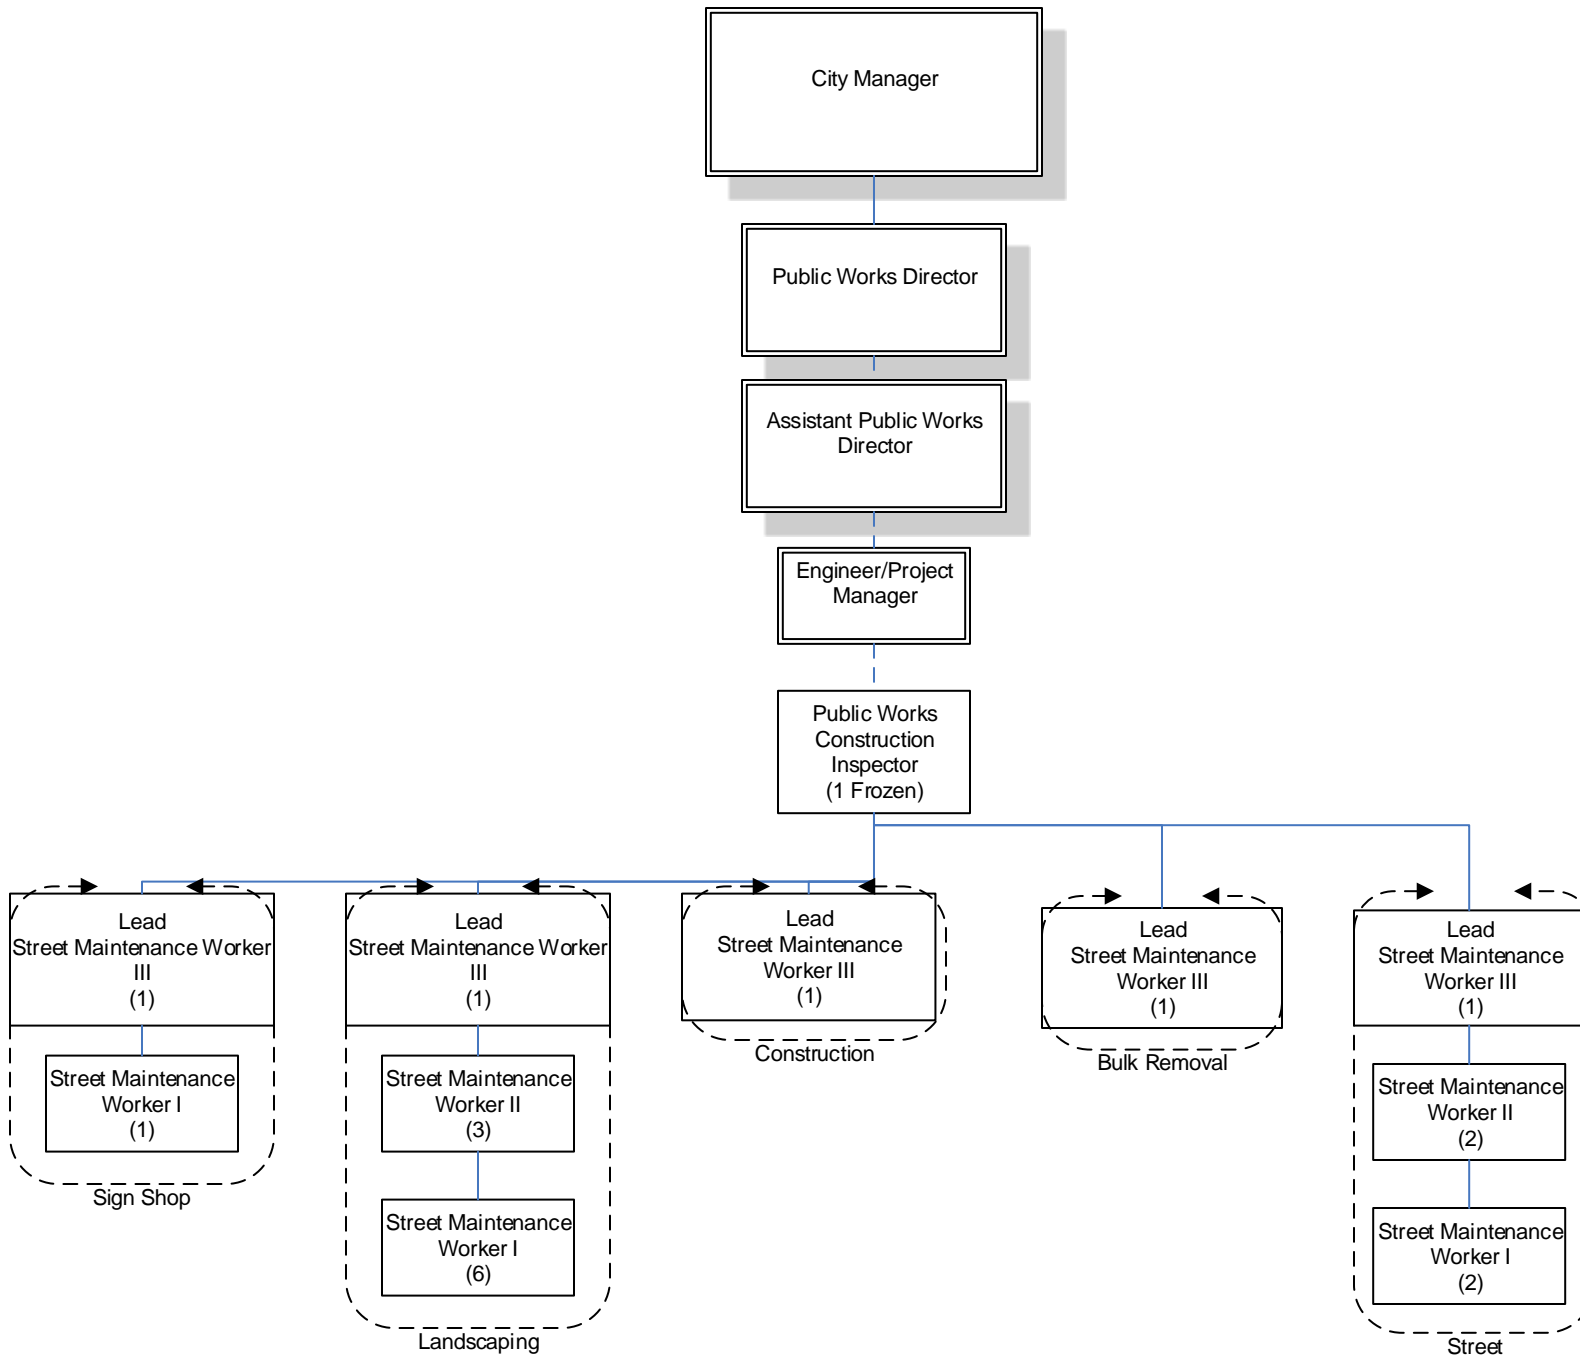 City Manager
Public Works Director
Assistant Public Works
Director
Engineer/Project
Manager
Public Works
Construction
Inspector
(1 Frozen)
Lead
Street Maintenance Worker
III
(1)
Street Maintenance
Worker I
(1)
Sign Shop
Lead
Street Maintenance Worker
III
(1)
Street Maintenance
Worker II
(3)
Street Maintenance
Worker I
(6)
Landscaping
Lead
Street Maintenance
Worker III
(1)
Construction
Lead
Street Maintenance
Worker III
(1)
Bulk Removal
Lead
Street Maintenance
Worker III
(1)
Street Maintenance
Worker II
(2)
Street Maintenance
Worker I
(2)
Street